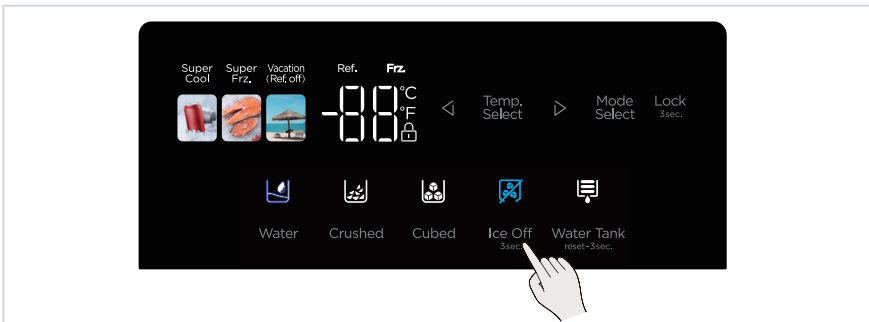 Super Cool
Super Frz.
Vacation (Ref. off)
Ref.
Frz.
-88
°C
°F
Temp. Select
Mode Select
Lock
3sec.
Water
Crushed
Cubed
Ice Off
3sec.
Water Tank
reset-3sec.